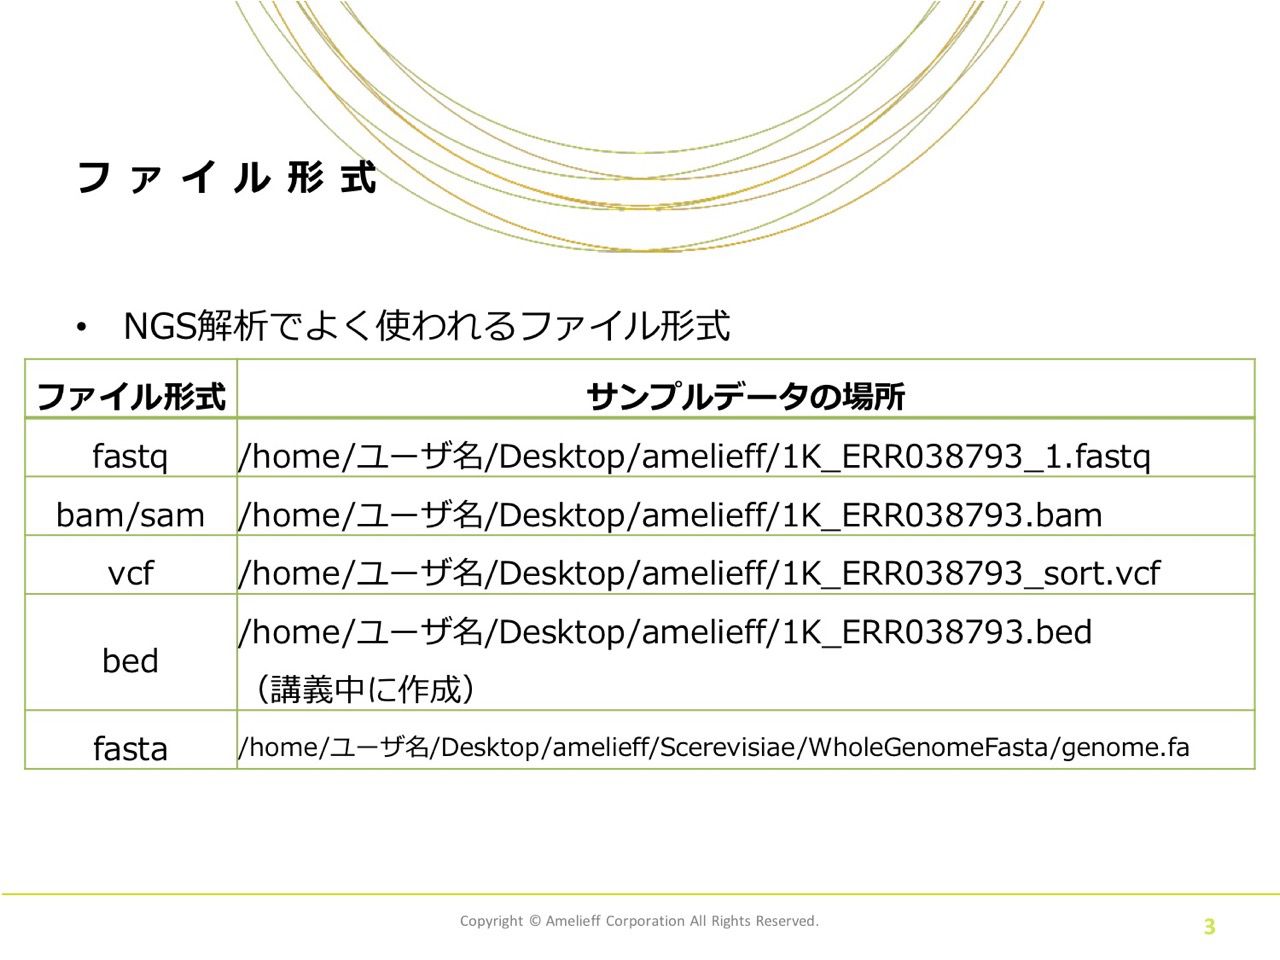 ファイル形式
• NGS解析でよく使われるファイル形式
ファイル形式 サンプルデータの場所
fastq /home/ユーザ名/Desktop/amelieff/1K_ERR038793_1.fastq
bam/sam /home/ユーザ名/Desktop/amelieff/1K_ERR038793.bam
vcf /home/ユーザ名/Desktop/amelieff/1K_ERR038793_sort.vcf
bed /home/ユーザ名/Desktop/amelieff/1K_ERR038793.bed
（講義中に作成）
fasta /home/ユーザ名/Desktop/amelieff/Scerevisiae/WholeGenomeFasta/genome.fa
Copyright © Amelieff Corporation All Rights Reserved.
3